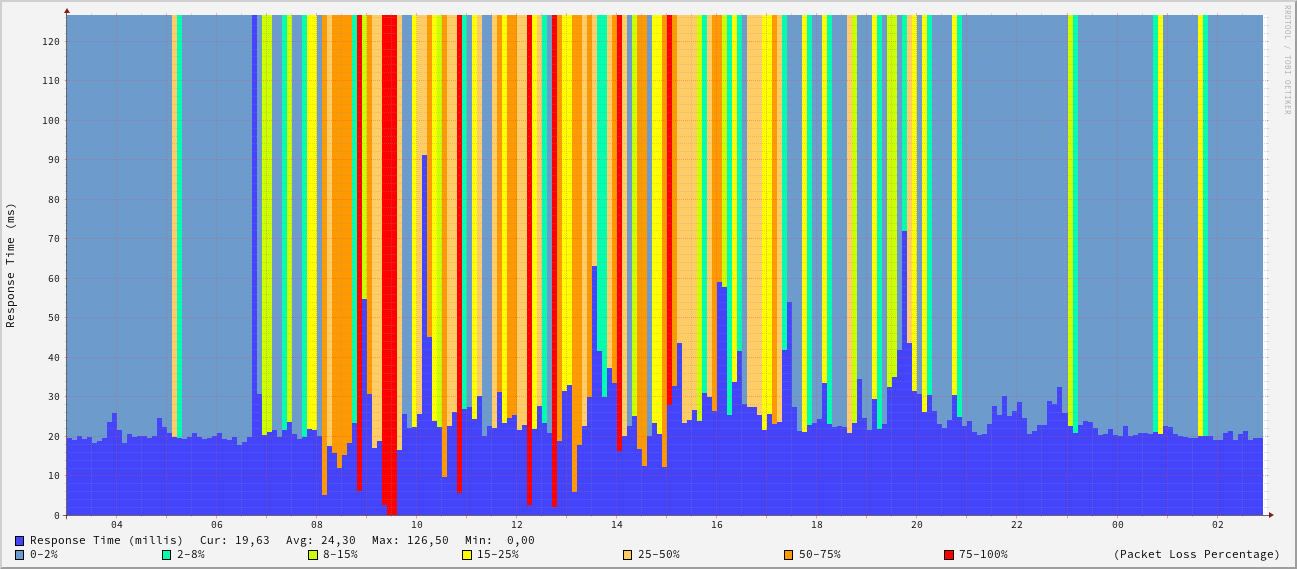 RRDTOOL / TOBI OETIKER
Response Time (ms)
120
110
100
90
80
70
60
50
40
30
20
10
0
04 06 08 10 12 14 16 18 20 22 00 02
Response Time (millis) Cur: 19,63 Avg: 24,30 Max: 126,50 Min: 0,00
0-2% 2-8% 8-15% 15-25% 25-50% 50-75% 75-100% (Packet Loss Percentage)